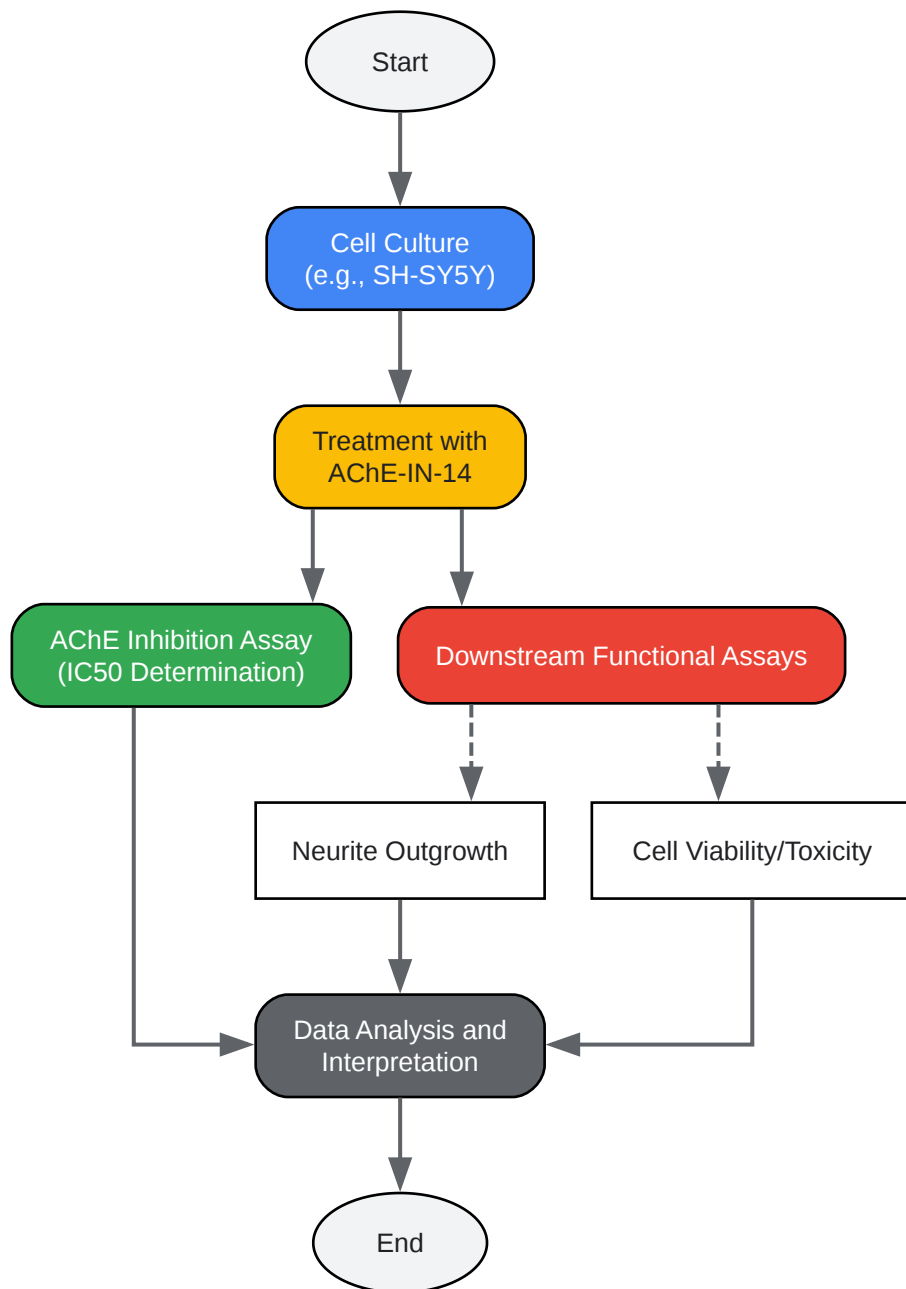 Start
Cell Culture
(e.g., SH-SY5Y)
Treatment with
AChE-IN-14
AChE Inhibition Assay
(IC50 Determination)
Downstream Functional Assays
Neurite Outgrowth
Cell Viability/Toxicity
Data Analysis and
Interpretation
End